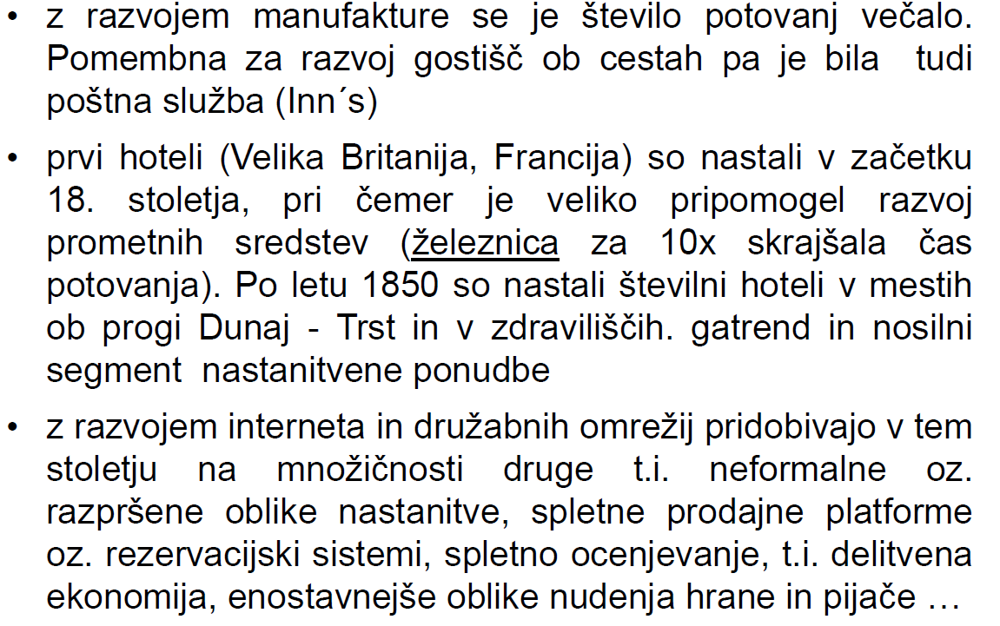 • z razvojem manufakture se je število potovanj večalo.
Pomembna za razvoj gostišč ob cestah pa je bila tudi
poštna služba (Inn´s)
• prvi hoteli (Velika Britanija, Francija) so nastali v začetku
18. stoletja, pri čemer je veliko pripomogel razvoj
prometnih sredstev (železnica za 10x skrajšala čas
potovanja). Po letu 1850 so nastali številni hoteli v mestih
ob progi Dunaj - Trst in v zdraviliščih. gatrend in nosilni
segment nastanitvene ponudbe
• z razvojem interneta in družabnih omrežij pridobivajo v tem
stoletju na množičnosti druge t.i. neformalne oz.
razpršene oblike nastanitve, spletne prodajne platforme
oz. rezervacijski sistemi, spletno ocenjevanje, t.i. delitvena
ekonomija, enostavnejše oblike nudenja hrane in pijače …